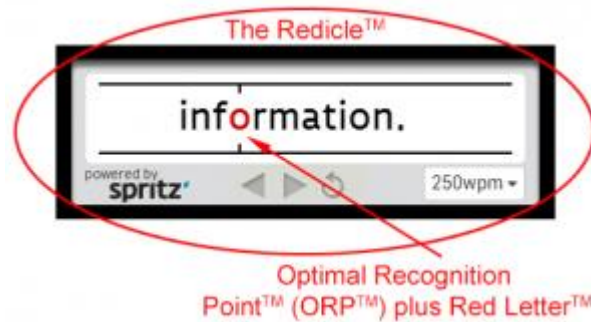 The Redicle™
information.
powered by
spritz
250wpm
Optimal Recognition
Point™ (ORP™) plus Red Letter™